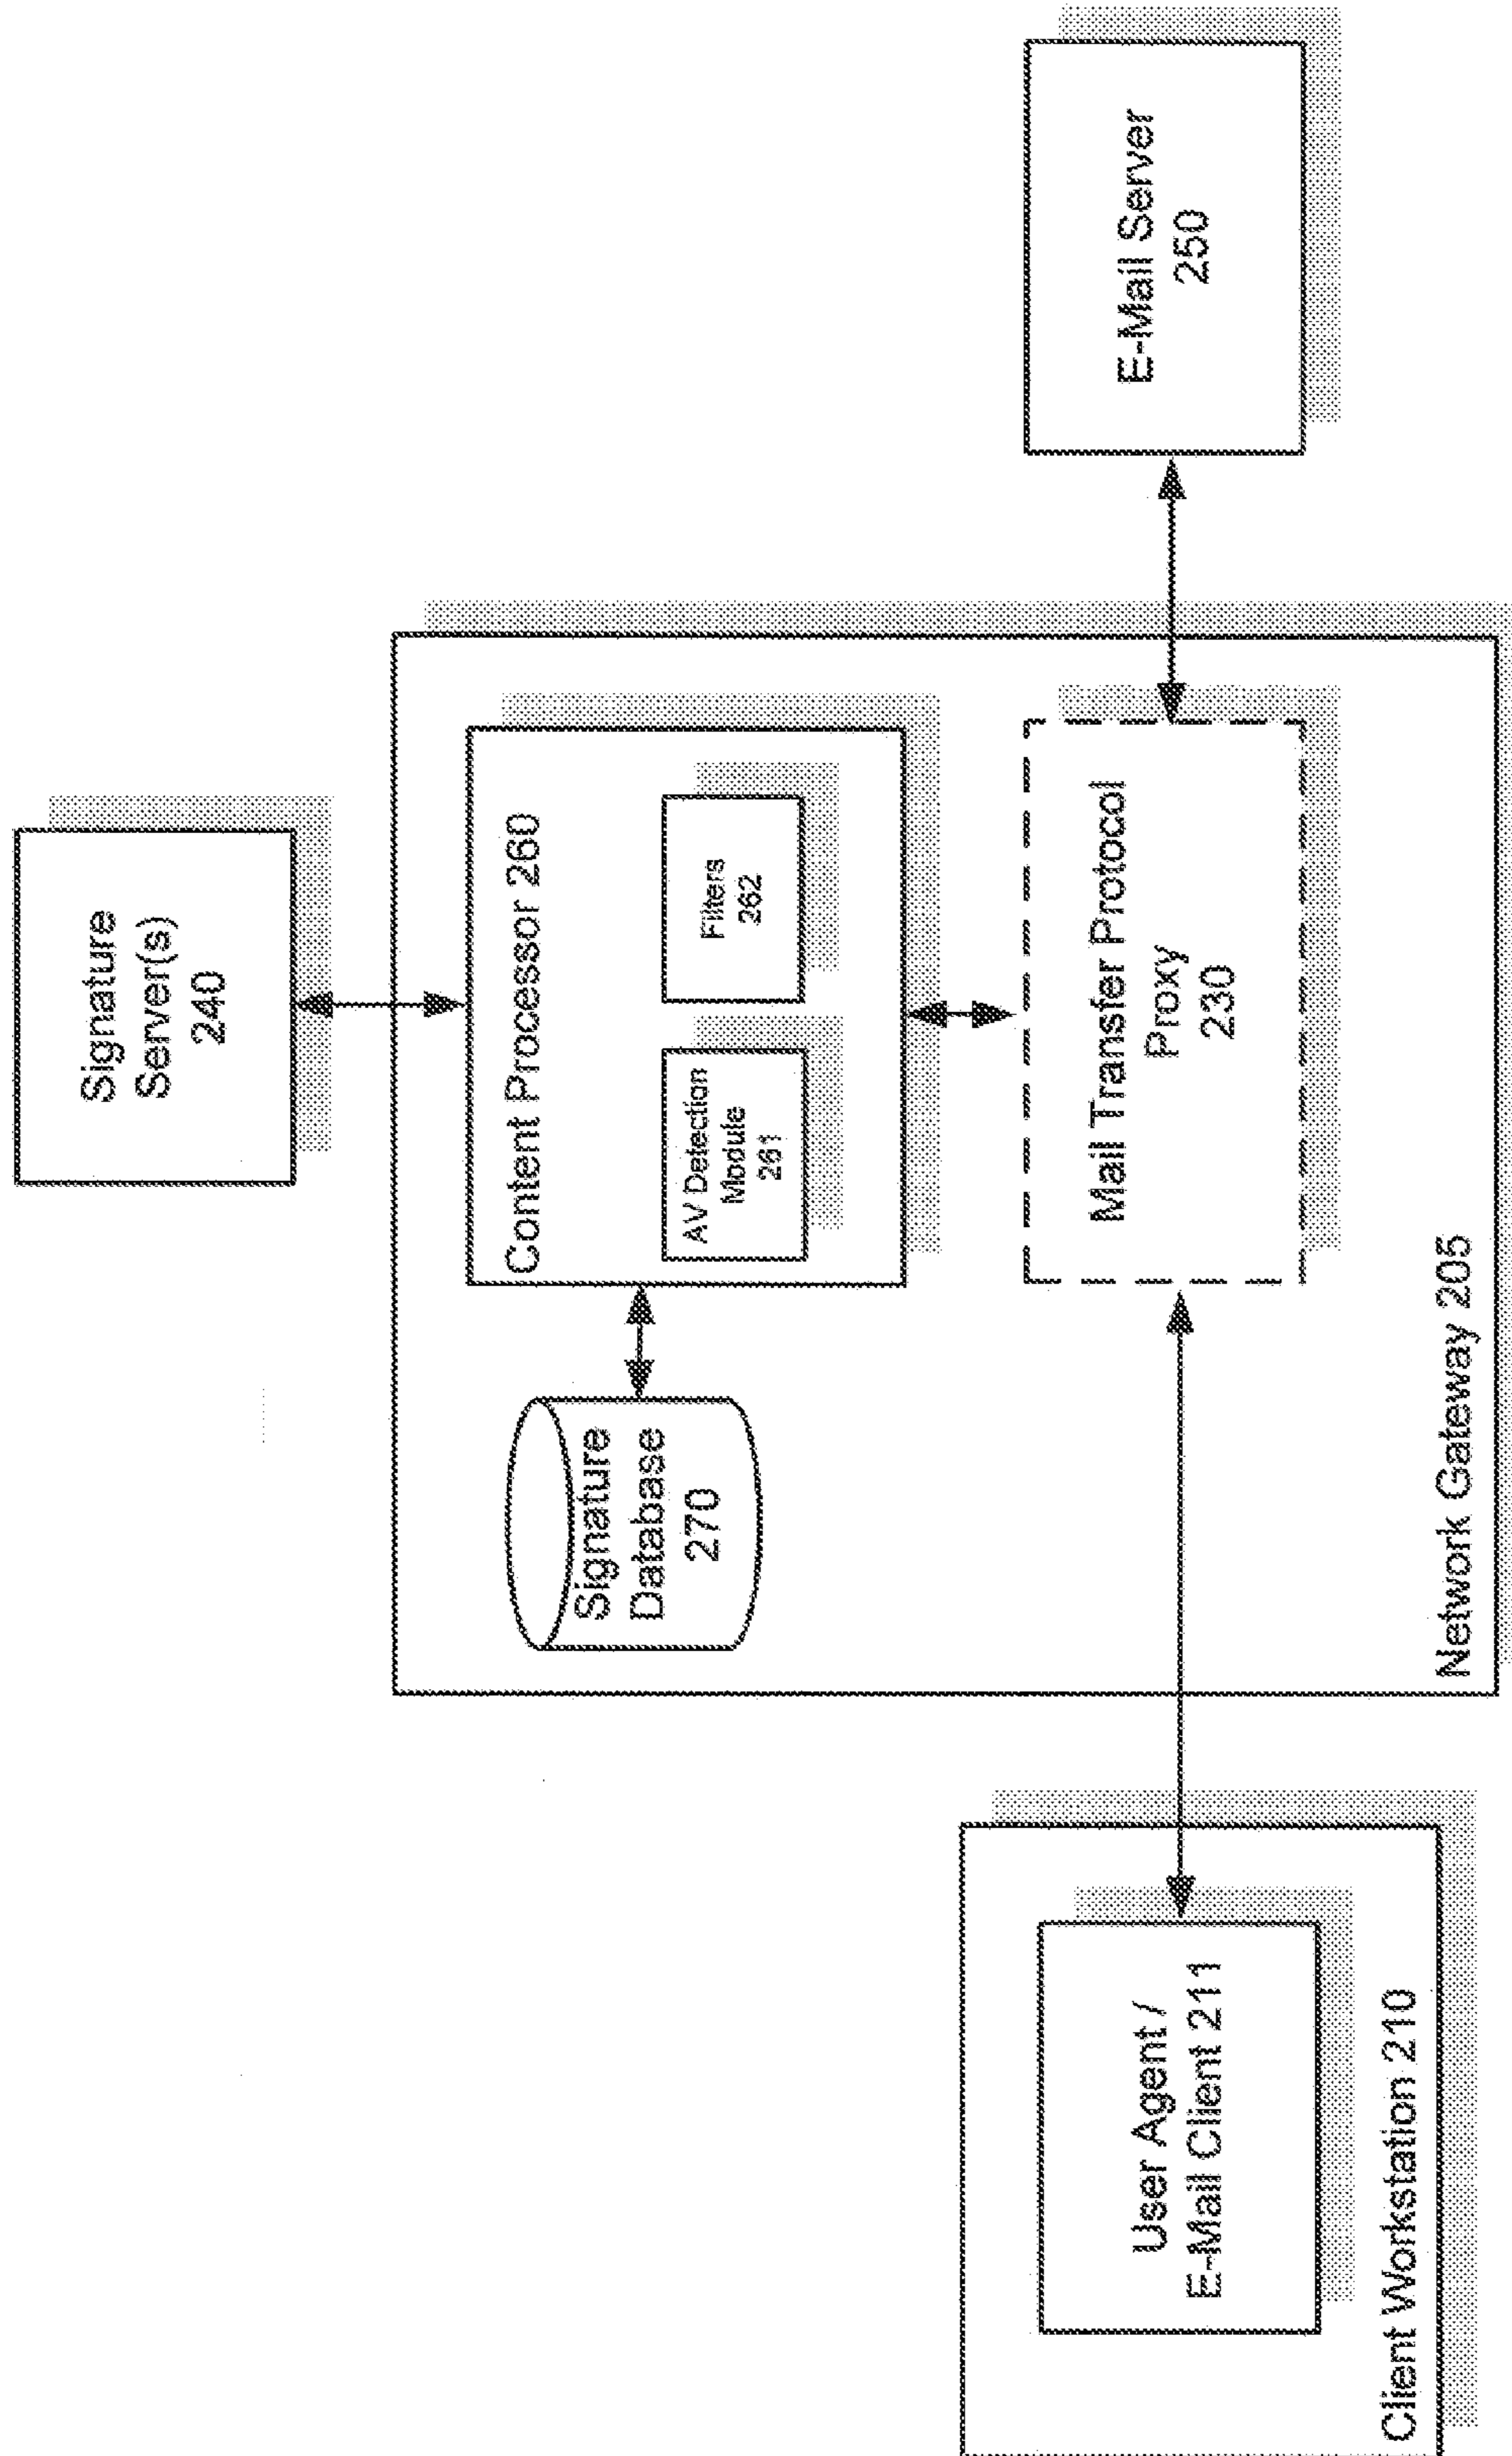 Signature
Server(s)
240
Content Processor 260
Signature
Database
270
AV Detection
Module
261
Filters
262
Mail Transfer Protocol
Proxy
230
E-Mail Server
250
User Agent /
E-Mail Client 211
Client Workstation 210
Network Gateway 205